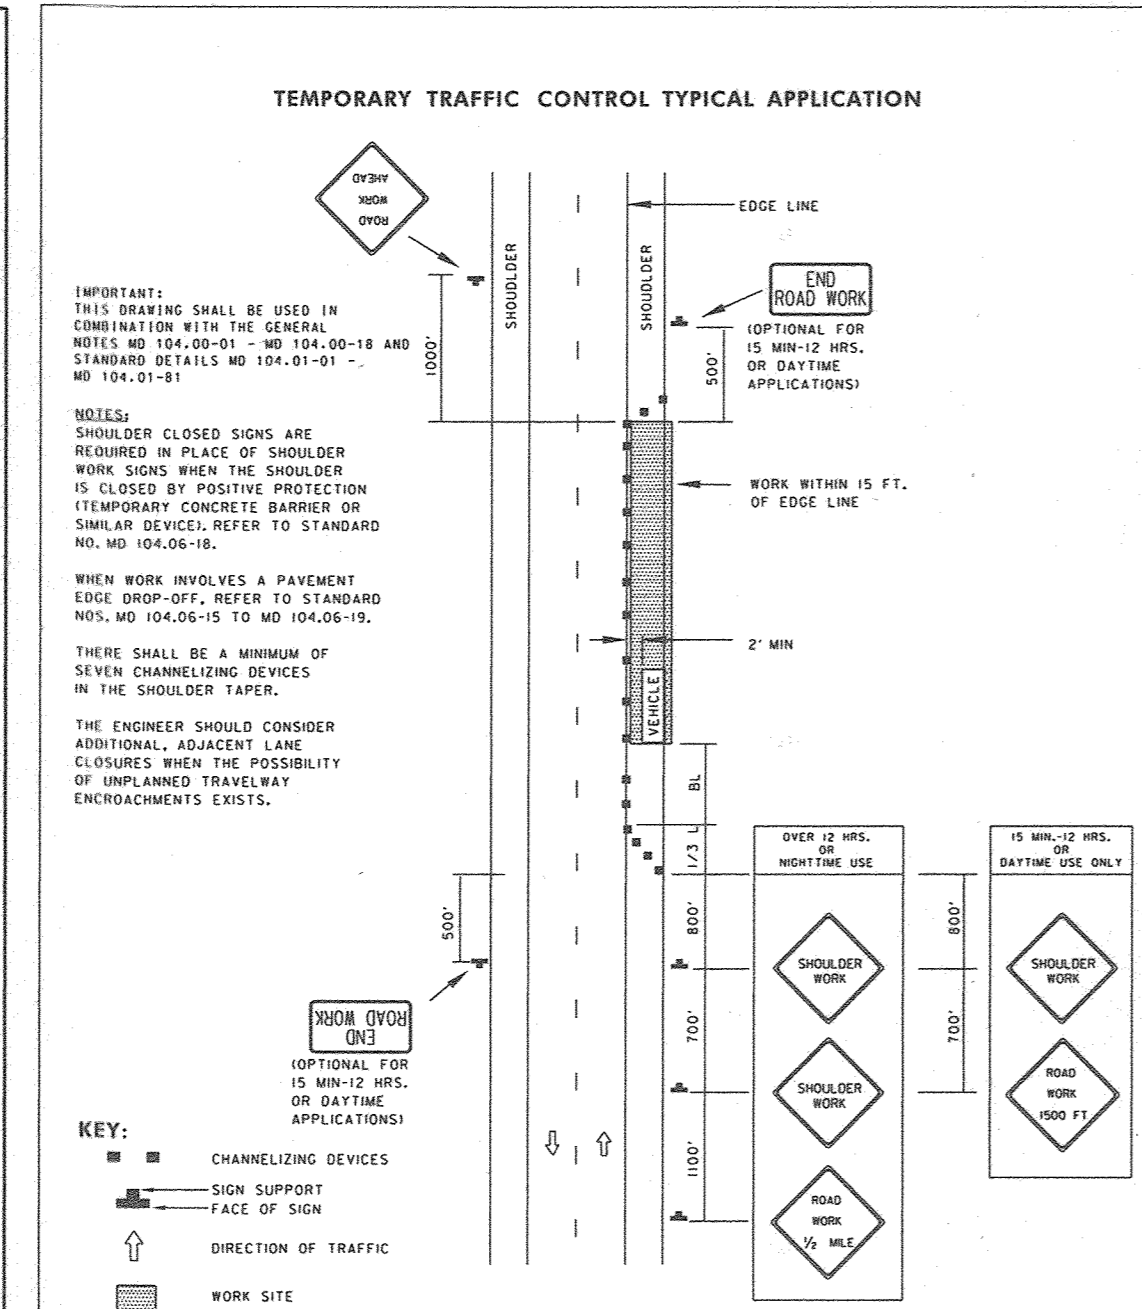 TEMPORARY TRAFFIC CONTROL TYPICAL APPLICATION
ROAD
WORK
AHEAD
EDGE LINE
SHOUDLDER
SHOUDLDER
END
ROAD WORK
(OPTIONAL FOR
15 MIN-12 HRS.
OR DAYTIME
APPLICATIONS)
1000'
500'
IMPORTANT:
THIS DRAWING SHALL BE USED IN
COMBINATION WITH THE GENERAL
NOTES MD 104.00-01 - MD 104.00-18 AND
STANDARD DETAILS MD 104.01-01 -
MD 104.01-81
NOTES:
SHOULDER CLOSED SIGNS ARE
REQUIRED IN PLACE OF SHOULDER
WORK SIGNS WHEN THE SHOULDER
IS CLOSED BY POSITIVE PROTECTION
(TEMPORARY CONCRETE BARRIER OR
SIMILAR DEVICE). REFER TO STANDARD
NO. MD 104.06-18.
WHEN WORK INVOLVES A PAVEMENT
EDGE DROP-OFF, REFER TO STANDARD
NOS. MD 104.06-15 TO MD 104.06-19.
THERE SHALL BE A MINIMUM OF
SEVEN CHANNELIZING DEVICES
IN THE SHOULDER TAPER.
THE ENGINEER SHOULD CONSIDER
ADDITIONAL, ADJACENT LANE
CLOSURES WHEN THE POSSIBILITY
OF UNPLANNED TRAVELWAY
ENCROACHMENTS EXISTS.
WORK WITHIN 15 FT.
OF EDGE LINE
2' MIN
VEHICLE
BL
1/3 L
800'
700'
1100'
500'
END
ROAD WORK
(OPTIONAL FOR
15 MIN-12 HRS.
OR DAYTIME
APPLICATIONS)
OVER 12 HRS.
OR
NIGHTTIME USE
SHOULDER
WORK
SHOULDER
WORK
ROAD
WORK
1/2 MILE
800'
700'
15 MIN.-12 HRS.
OR
DAYTIME USE ONLY
SHOULDER
WORK
ROAD
WORK
1500 FT
KEY:
CHANNELIZING DEVICES
SIGN SUPPORT
FACE OF SIGN
DIRECTION OF TRAFFIC
WORK SITE